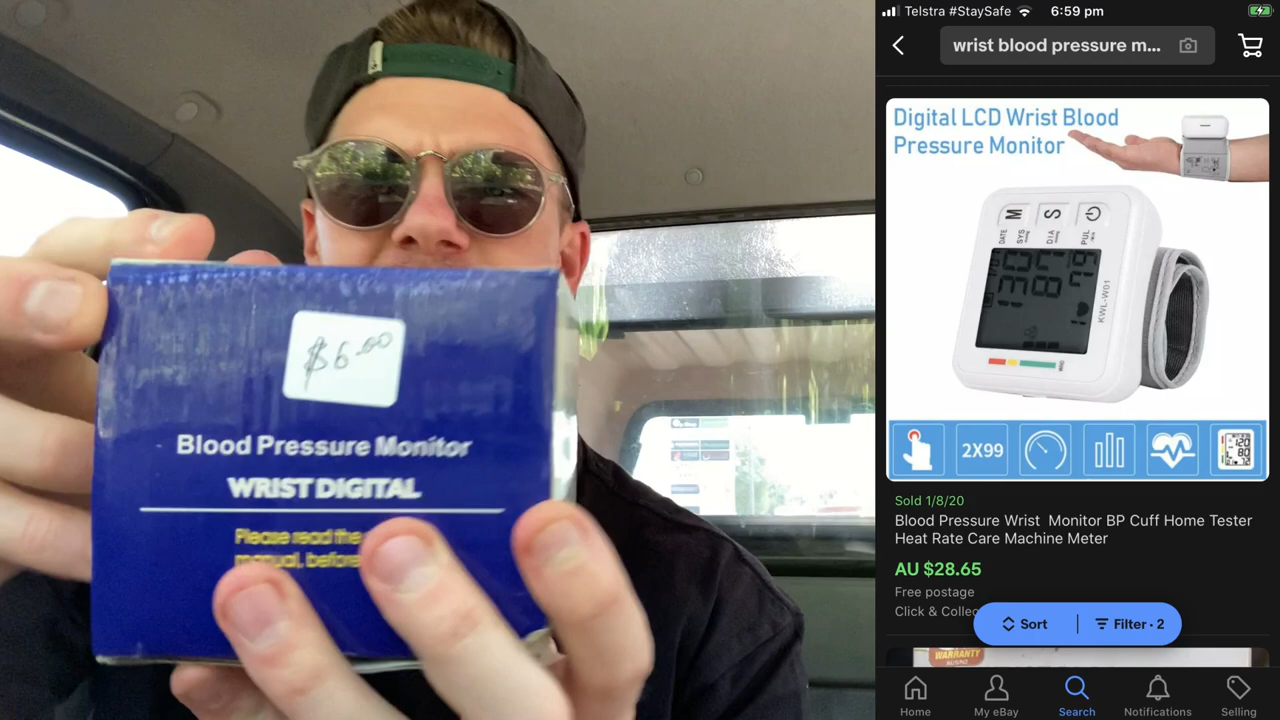 $6.00
Blood Pressure Monitor
WRIST DIGITAL
Please read the
manual, before
Telstra #StaySafe
6:59 pm
wrist blood pressure m...
Digital LCD Wrist Blood
Pressure Monitor
M
S
DATE
SYS
DIA
PUL
KWL-W01
2X99
120
80
Sold 1/8/20
Blood Pressure Wrist Monitor BP Cuff Home Tester
Heat Rate Care Machine Meter
AU $28.65
Free postage
Click & Collec
Sort
Filter · 2
WARRANTY
Home
My eBay
Search
Notifications
Selling